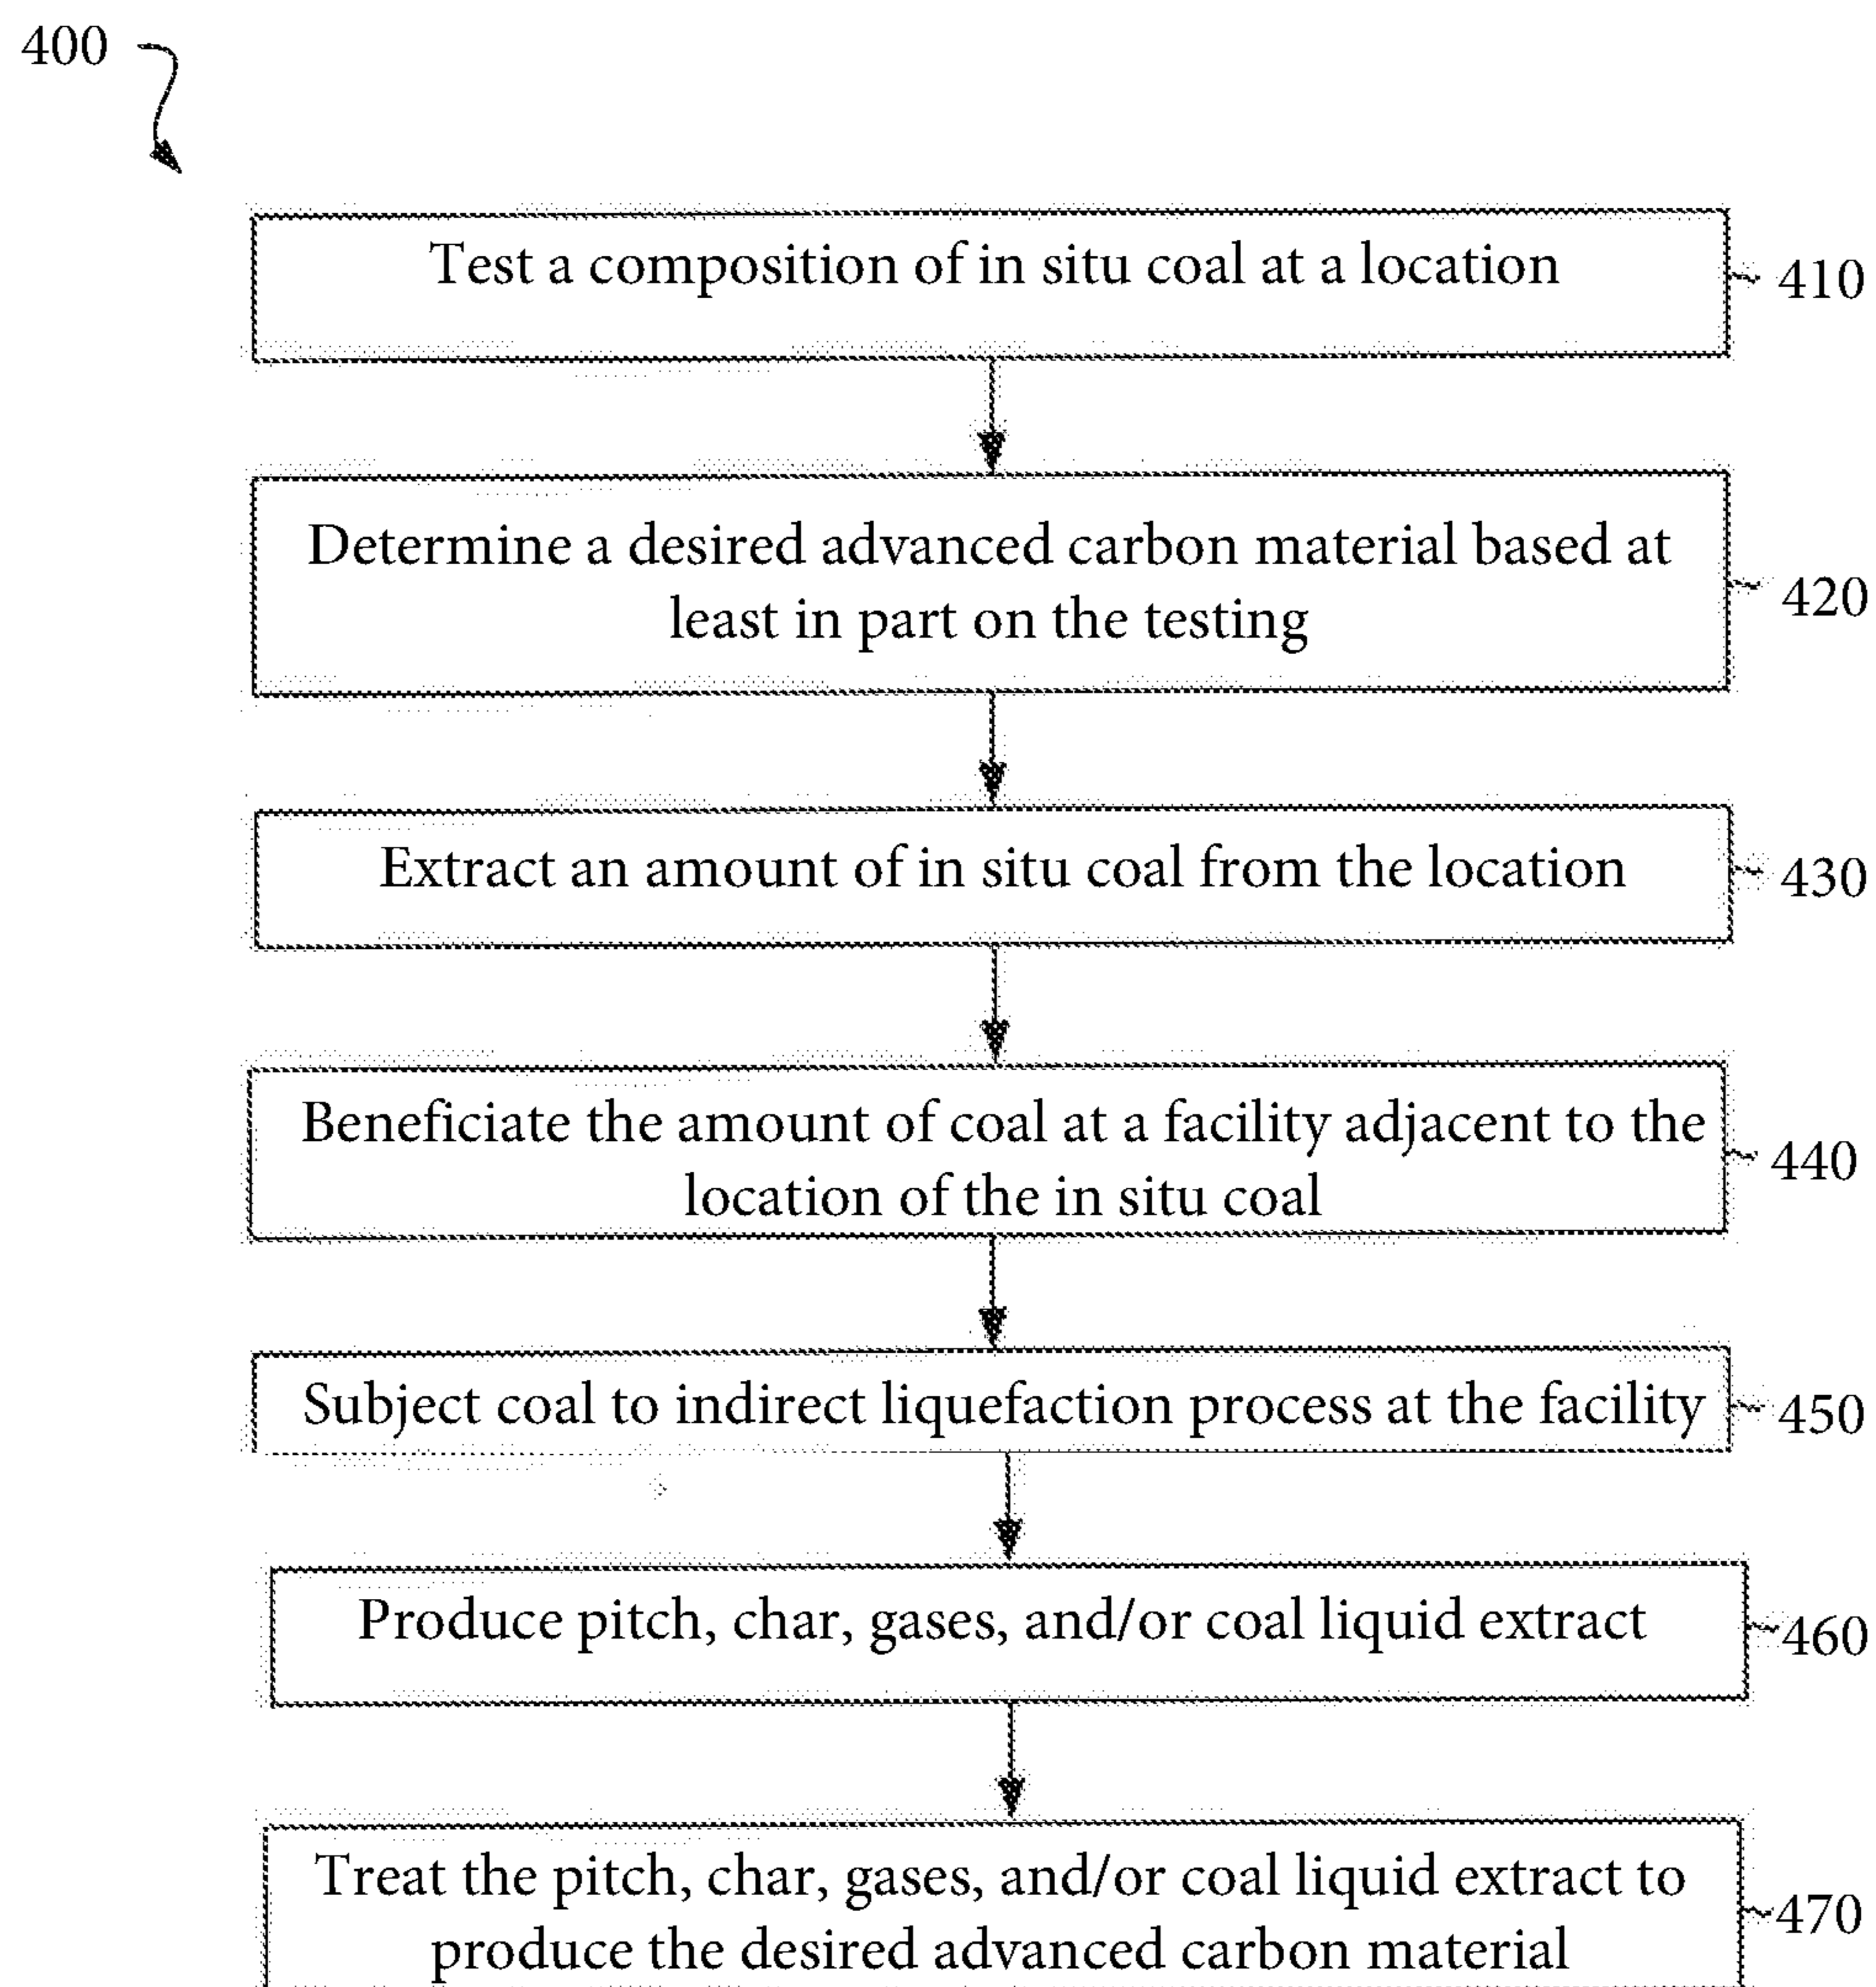 400
Test a composition of in situ coal at a location
410
Determine a desired advanced carbon material based at
least in part on the testing
420
Extract an amount of in situ coal from the location
430
Beneficiate the amount of coal at a facility adjacent to the
location of the in situ coal
440
Subject coal to indirect liquefaction process at the facility
450
Produce pitch, char, gases, and/or coal liquid extract
460
Treat the pitch, char, gases, and/or coal liquid extract to
produce the desired advanced carbon material
470